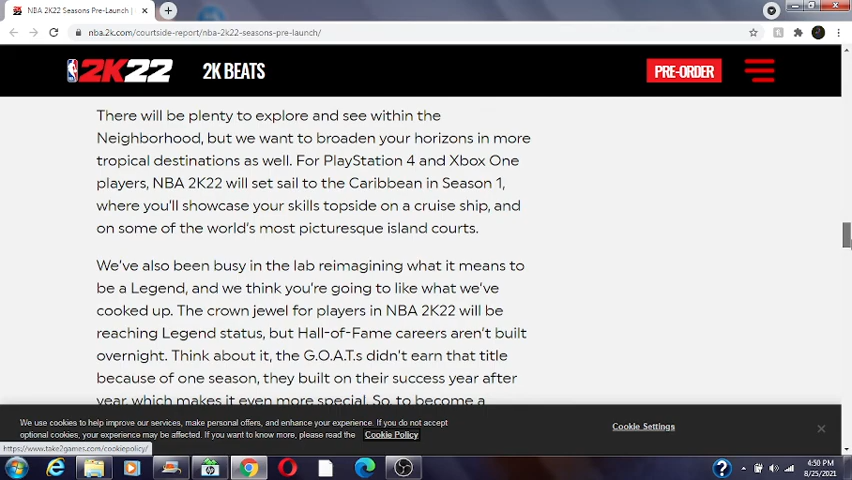 NBA 2K22 Seasons Pre-Launch |
nba.2k.com/courtside-report/nba-2k22-seasons-pre-launch/
2K22 2K BEATS PRE-ORDER
There will be plenty to explore and see within the
Neighborhood, but we want to broaden your horizons in more
tropical destinations as well. For PlayStation 4 and Xbox One
players, NBA 2K22 will set sail to the Caribbean in Season 1,
where you'll showcase your skills topside on a cruise ship, and
on some of the world's most picturesque island courts.
We've also been busy in the lab reimagining what it means to
be a Legend, and we think you're going to like what we've
cooked up. The crown jewel for players in NBA 2K22 will be
reaching Legend status, but Hall-of-Fame careers aren't built
overnight. Think about it, the G.O.A.T.s didn't earn that title
because of one season, they built on their success year after
year, which makes it even more special. So, to become a
We use cookies to help improve our services, make personal offers, and enhance your experience. If you do not accept
optional cookies, your experience may be affected. If you want to know more, please read the Cookie Policy
Cookie Settings
https://www.take2games.com/cookiepolicy/
4:50 PM
8/25/2021